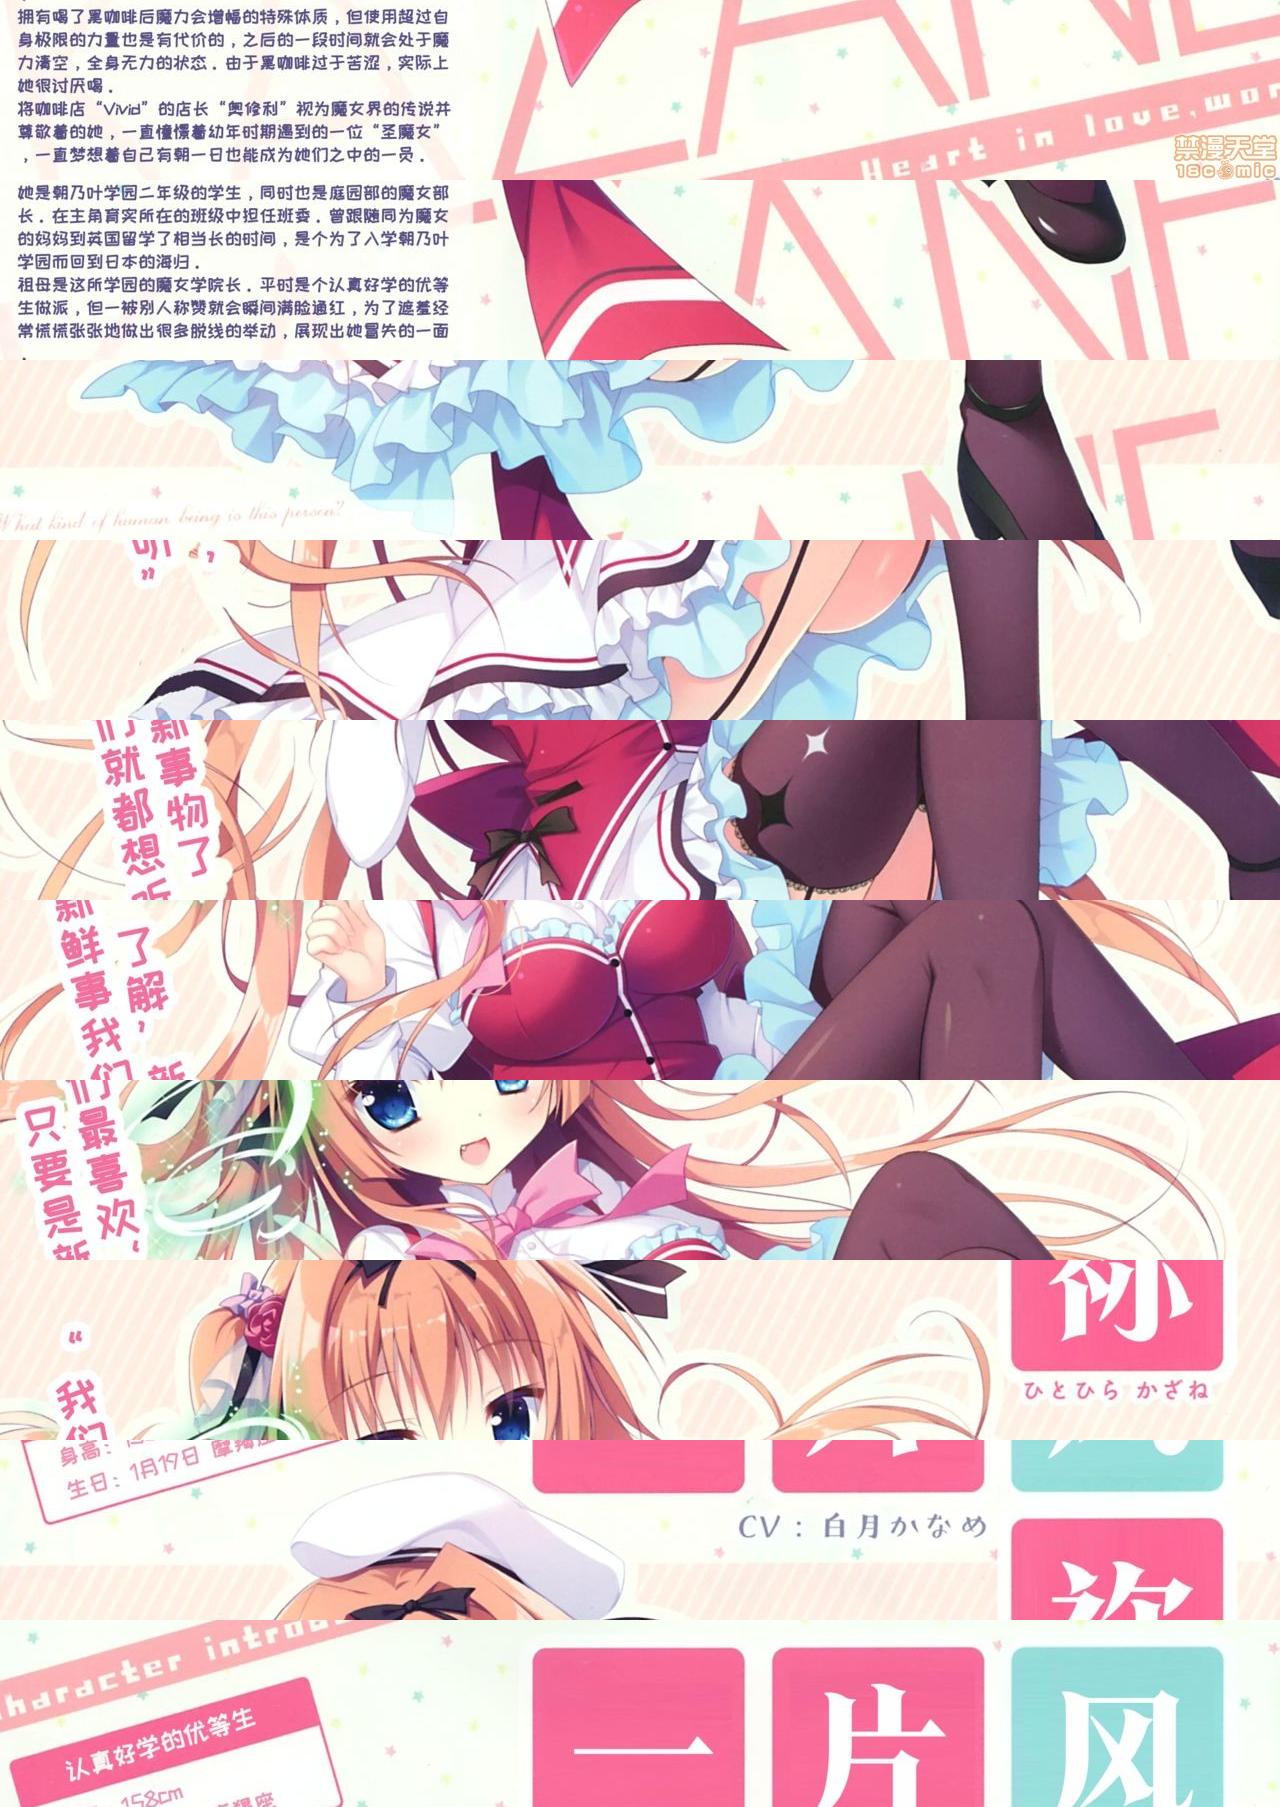 拥有喝了黑咖啡后魔力会增幅的特殊体质，但使用超过自
身极限的力量也是有代价的，之后的一段时间就会处于魔
力清空，全身无力的状态．由于黑咖啡过于苦涩，实际上
她很讨厌喝．
将咖啡店“Vivid”的店长“奥修利”视为魔女界的传说并
尊敬着的她，一直憧憬着幼年时期遇到的一位“圣魔女”
，一直梦想着自己有朝一日也能成为她们之中的一员．
Heart in love,
禁漫天堂
18comic
她是朝乃叶学园二年级的学生，同时也是庭园部的魔女部
长．在主角育实所在的班级中担任班委．曾跟随同为魔女
的妈妈到英国留学了相当长的时间，是个为了入学朝乃叶
学园而回到日本的海归．
祖母是这所学园的魔女学院长．平时是个认真好学的优等
生做派，但一被别人称赞就会瞬间满脸通红，为了遮羞经
常慌慌张张地做出很多脱线的举动，展现出她冒失的一面
What kind of human being is this person?
听”
新事物了
们就都想听
了解，
新鲜事我们
们最喜欢，
只要是新
“我们
祢
ひとひら かざね
身高：
生日：1月19日 摩羯座
CV：白月かなめ
祢
character
认真好学的优等生
158cm
一片风